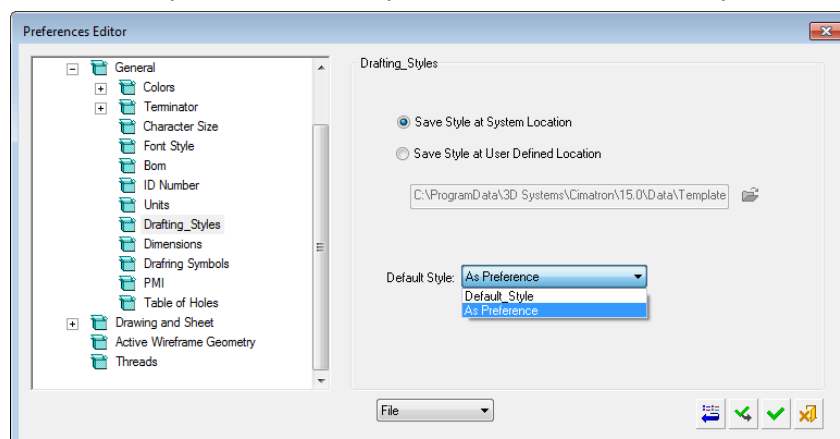 Preferences Editor
General
Colors
Terminator
Character Size
Font Style
Bom
ID Number
Units
Drafting_Styles
Dimensions
Drafring Symbols
PMI
Table of Holes
Drawing and Sheet
Active Wireframe Geometry
Threads
Drafting_Styles
Save Style at System Location
Save Style at User Defined Location
C:\ProgramData\3D Systems\Cimatron\15.0\Data\Template
Default Style: As Preference
Default_Style
As Preference
File